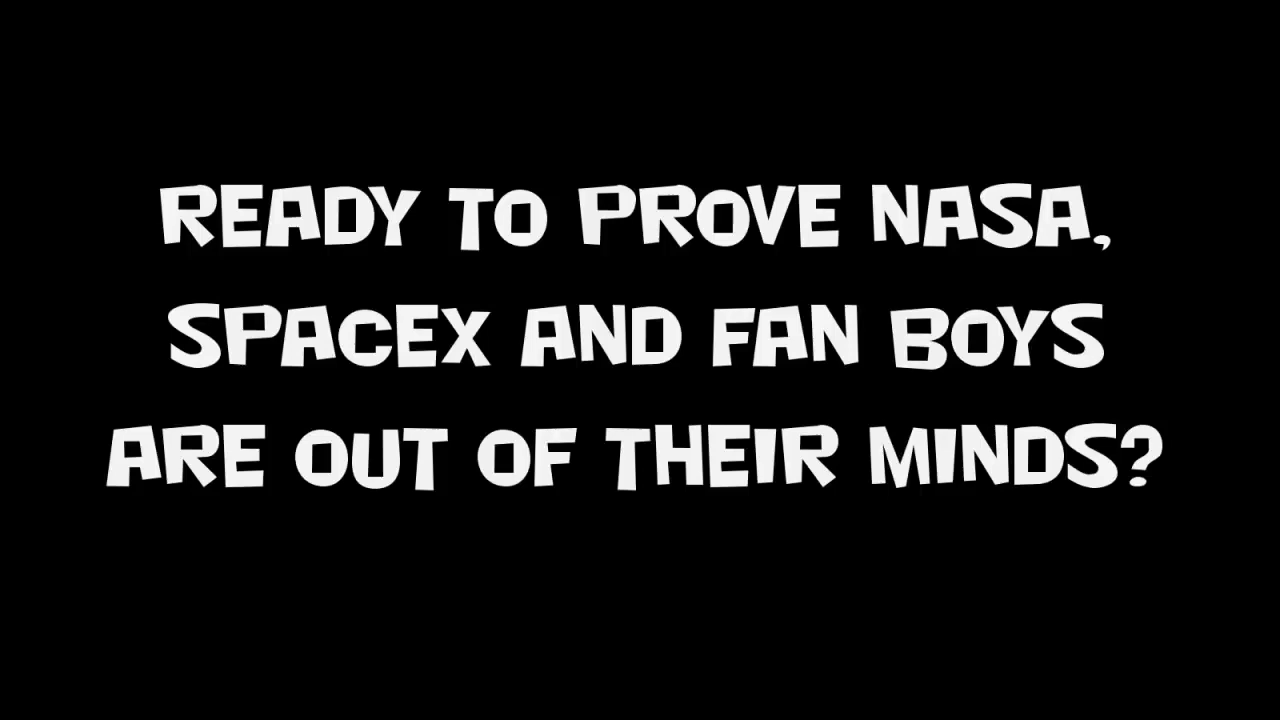 READY TO PROVE NASA,
SPACEX AND FAN BOYS
ARE OUT OF THEIR MINDS?